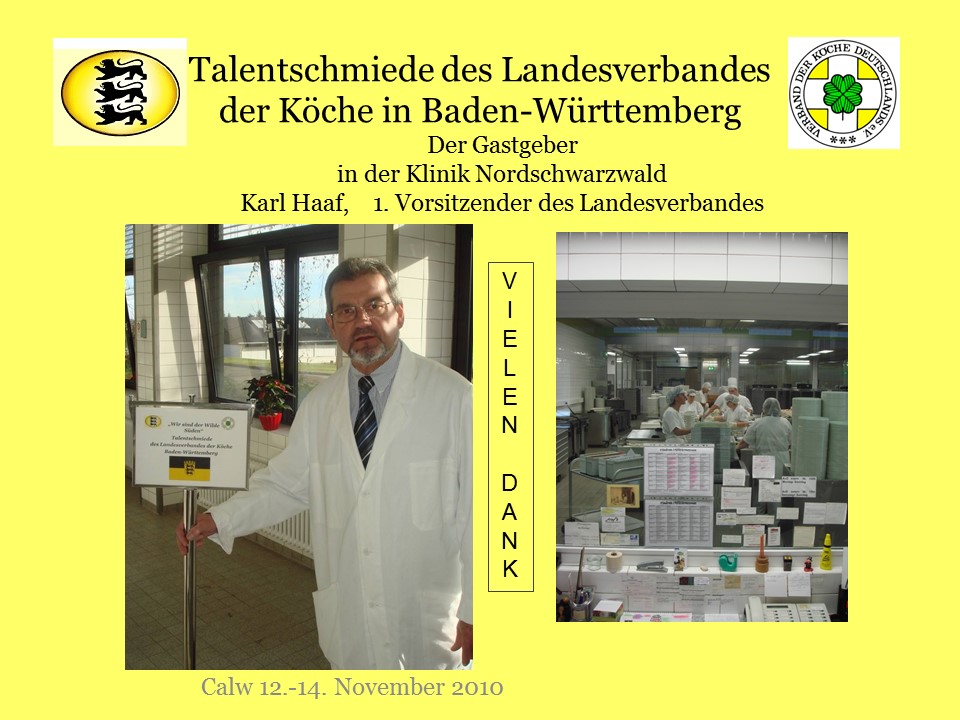 Talentschmiede des Landesverbandes
der Köche in Baden-Württemberg
Der Gastgeber
in der Klinik Nordschwarzwald
Karl Haaf, 1. Vorsitzender des Landesverbandes
VERBAND DER KÖCHE DEUTSCHLANDS e.V.
„Wir sind der Wilde
Süden“
Talentschmiede
des Landesverbandes der Köche
Baden-Württemberg
V
I
E
L
E
N
D
A
N
K
Calw 12.-14. November 2010